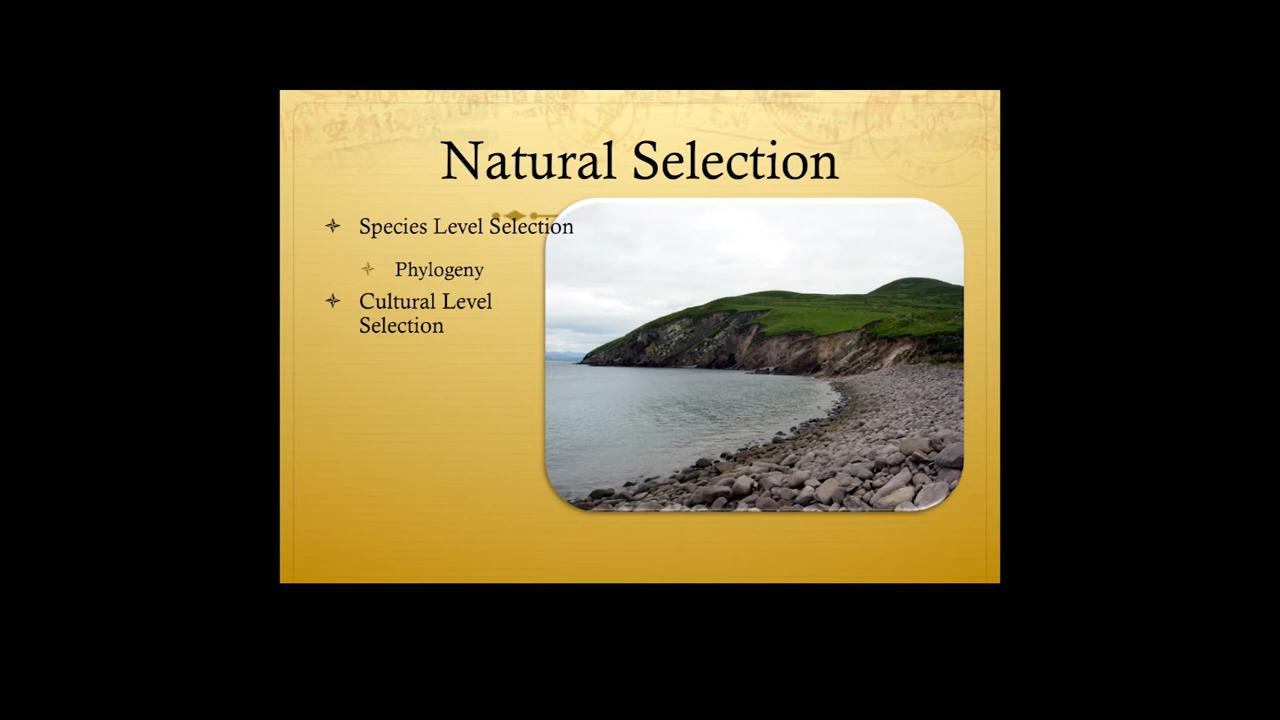 Natural Selection
Species Level Selection
Phylogeny
Cultural Level
Selection